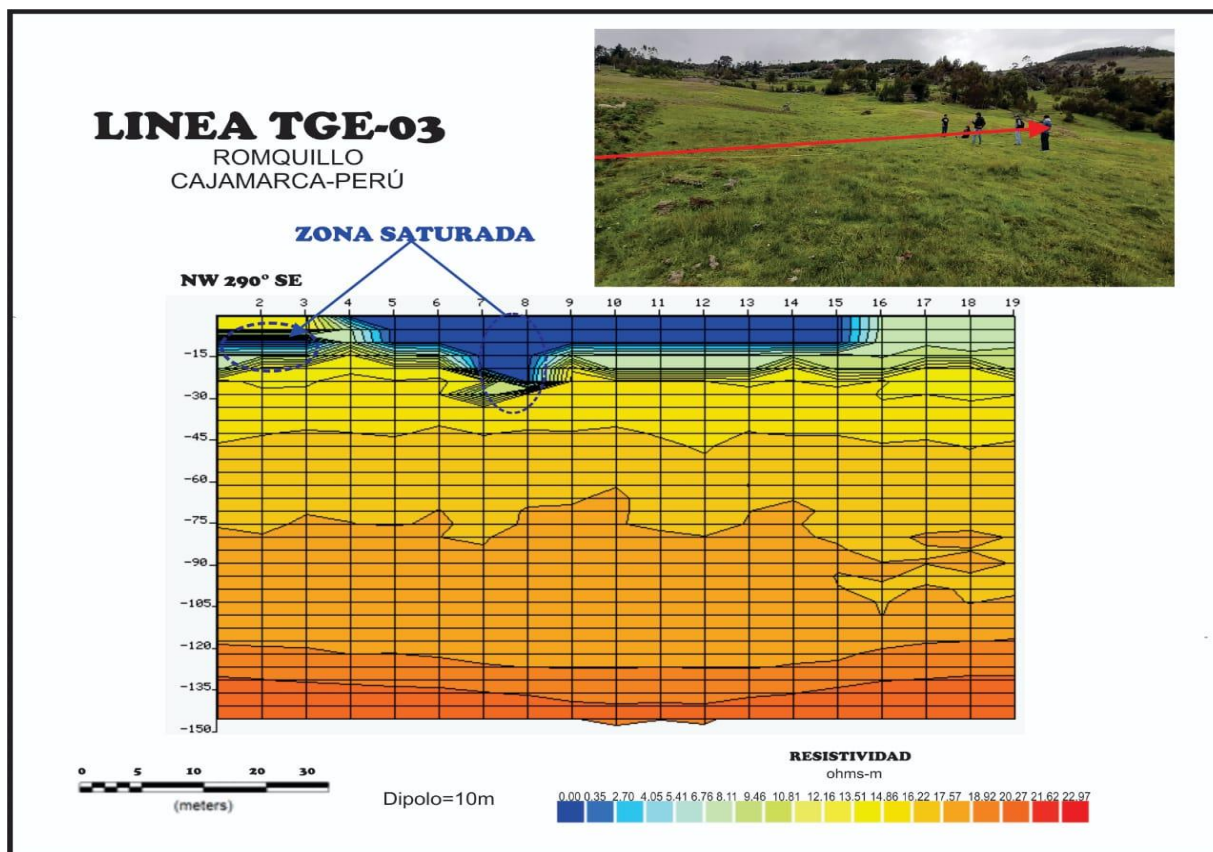 LINEA TGE-03
ROMQUILLO
CAJAMARCA-PERÚ
ZONA SATURADA
NW 290° SE
2 3 4 5 6 7 8 9 10 11 12 13 14 15 16 17 18 19
-15
-30
-45
-60
-75
-90
-105
-120
-135
-150
0 5 10 20 30
(meters)
Dipolo=10m
RESISTIVIDAD
ohms-m
0.00 0.35 2.70 4.05 5.41 6.76 8.11 9.46 10.81 12.16 13.51 14.86 16.22 17.57 18.92 20.27 21.62 22.97